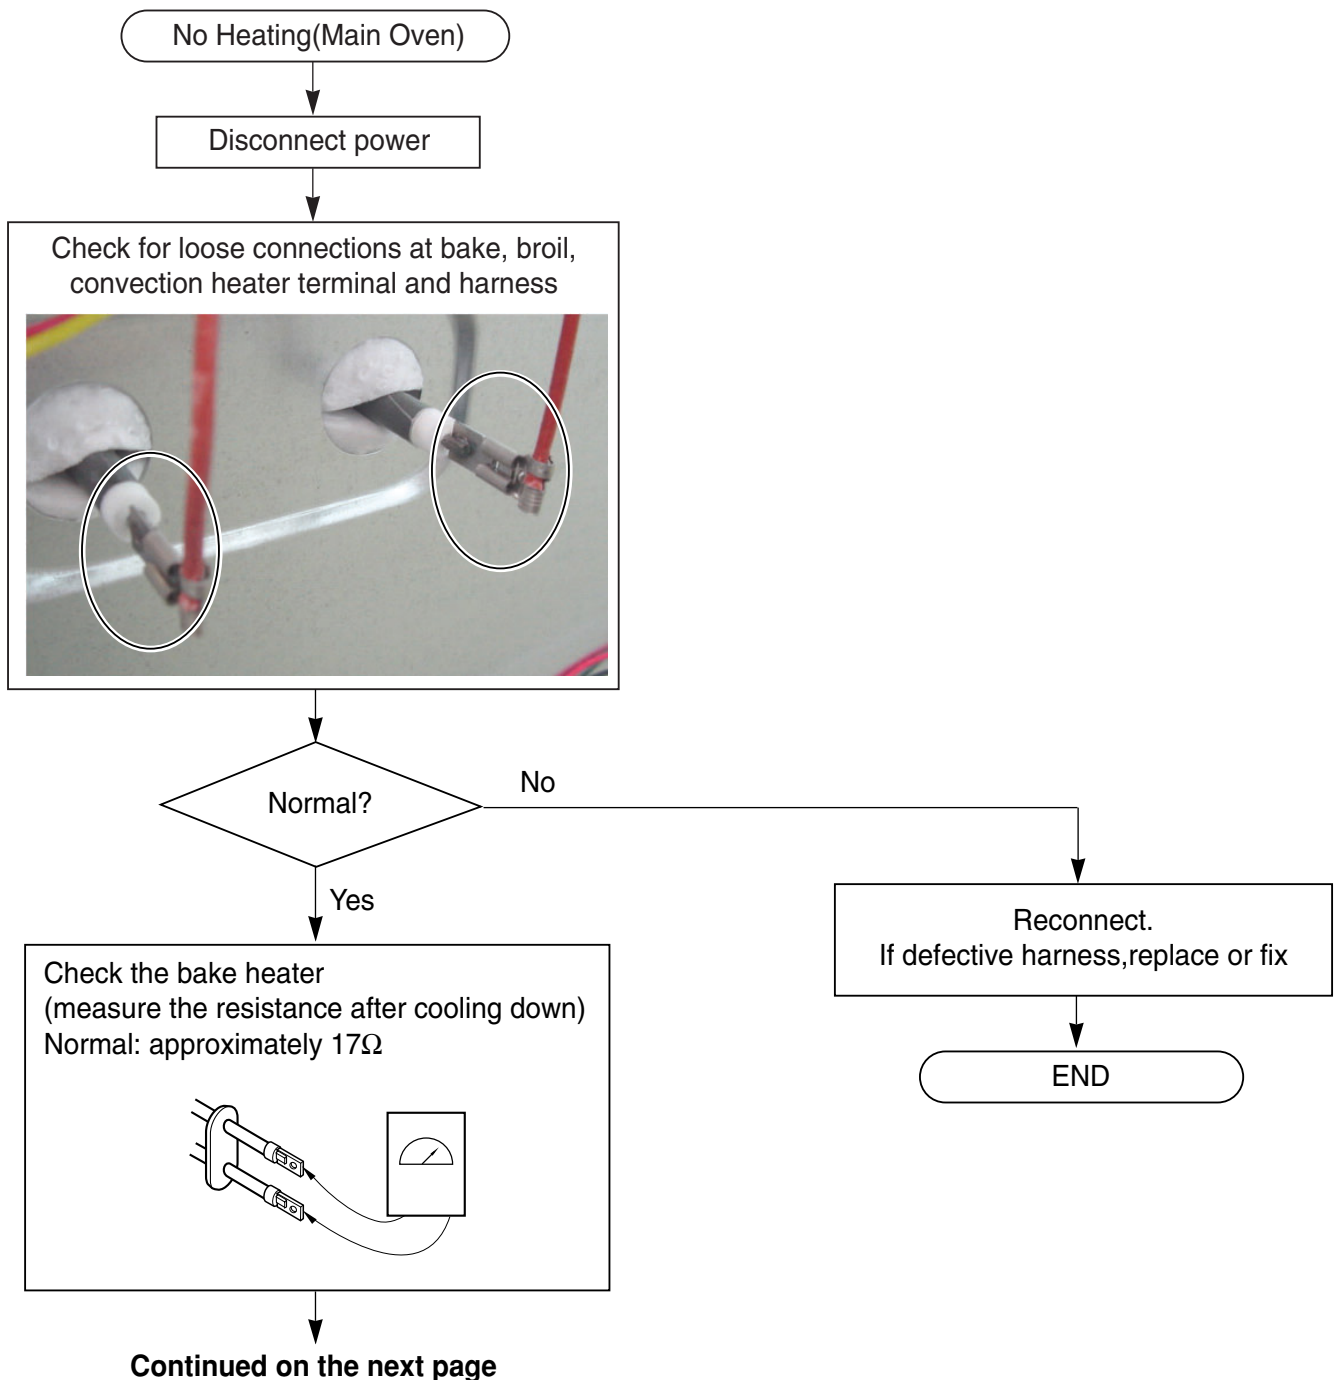 No Heating(Main Oven)
Disconnect power
Check for loose connections at bake, broil,
convection heater terminal and harness
Normal?
No
Yes
Reconnect.
If defective harness,replace or fix
END
Check the bake heater
(measure the resistance after cooling down)
Normal: approximately 17Ω
Continued on the next page